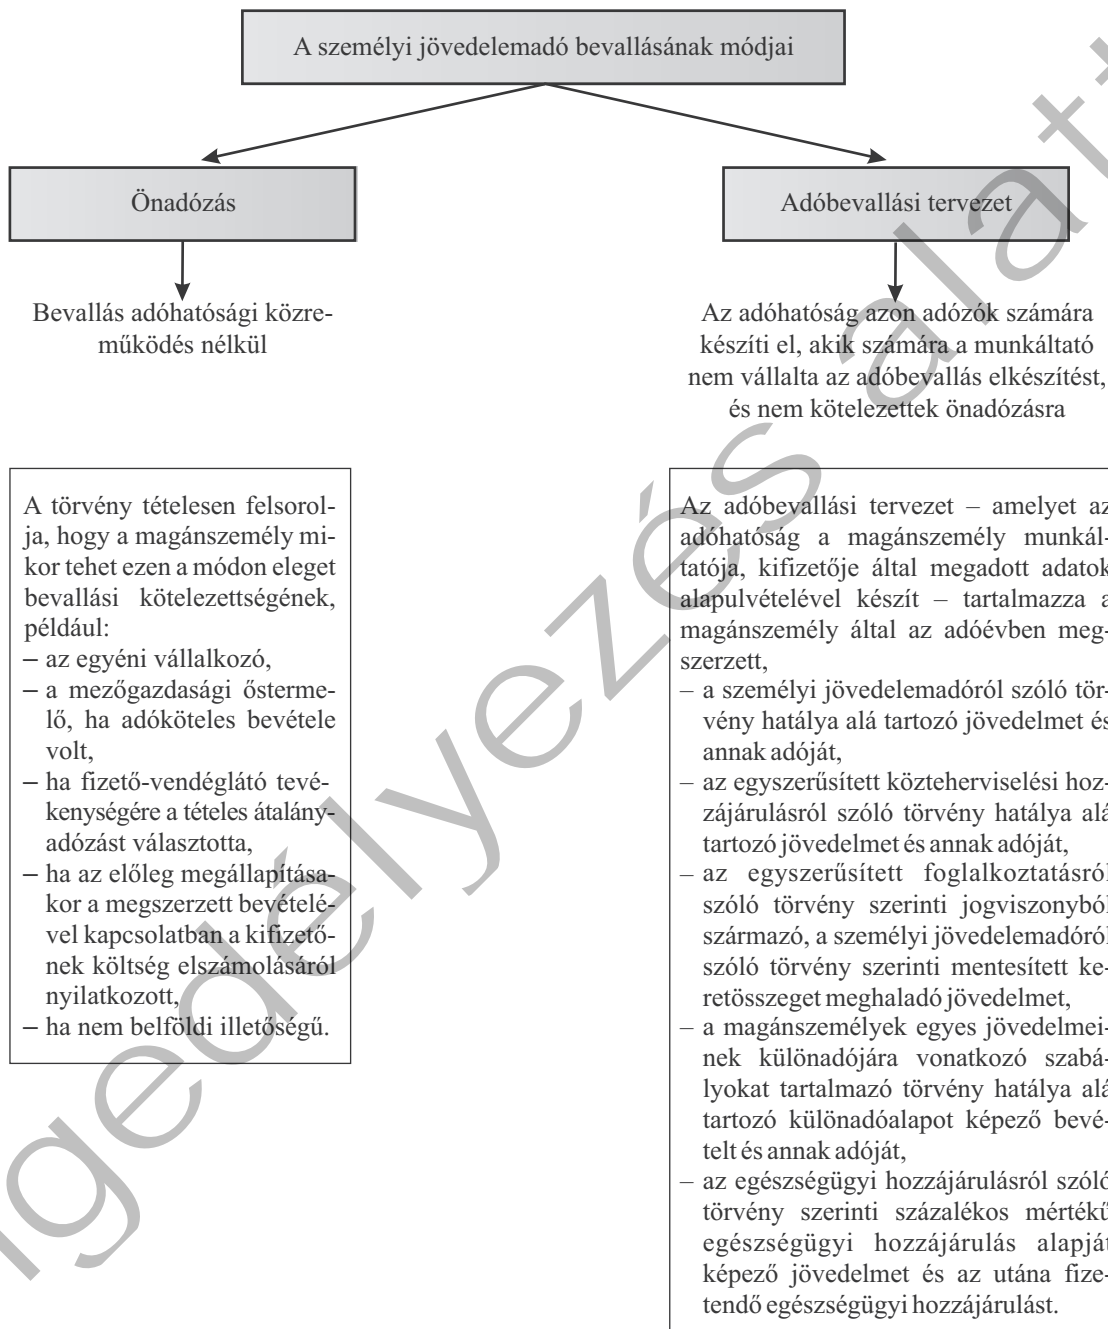 A személyi jövedelemadó bevallásának módjai
Önadózás
Bevallás adóhatósági közre-
működés nélkül
A törvény tételesen felsorol-
ja, hogy a magánszemély mi-
kor tehet ezen a módon eleget
bevallási kötelezettségének,
például:
– az egyéni vállalkozó,
– a mezőgazdasági őstermе-
lő, ha adóköteles bevétele
volt,
– ha fizető-vendéglátó tevé-
kenységére a tételes átalány-
adózást választotta,
– ha az előleg megállapítása-
kor a megszerzett bevételé-
vel kapcsolatban a kifizető-
nek költség elszámolásáról
nyilatkozott,
– ha nem belföldi illetőségű.
Adóbevallási tervezet
Az adóhatóság azon adózók számára
készíti el, akik számára a munkáltató
nem vállalta az adóbevallás elkészítést,
és nem kötelezettek önadózásra
Az adóbevallási tervezet – amelyet az
adóhatóság a magánszemély munkál-
tatója, kifizetője által megadott adatok
alapulvételével készít – tartalmazza a
magánszemély által az adóévben meg-
szerzett,
– a személyi jövedelemadóról szóló tör-
vény hatálya alá tartozó jövedelmet és
annak adóját,
– az egyszerűsített közteherviselési hoz-
zájárulásról szóló törvény hatálya alá
tartozó jövedelmet és annak adóját,
– az egyszerűsített foglalkoztatásról
szóló törvény szerinti jogviszonyból
származó, a személyi jövedelemadóról
szóló törvény szerinti mentesített ke-
retösszeget meghaladó jövedelmet,
– a magánszemélyek egyes jövedelmei-
nek különadójára vonatkozó szabá-
lyokat tartalmazó törvény hatálya alá
tartozó különadóalapot képező bevé-
telt és annak adóját,
– az egészségügyi hozzájárulásról szóló
törvény szerinti százalékos mértékű
egészségügyi hozzájárulás alapját
képező jövedelmet és az utána fize-
tendő egészségügyi hozzájárulást.
ngedélyezés alatt